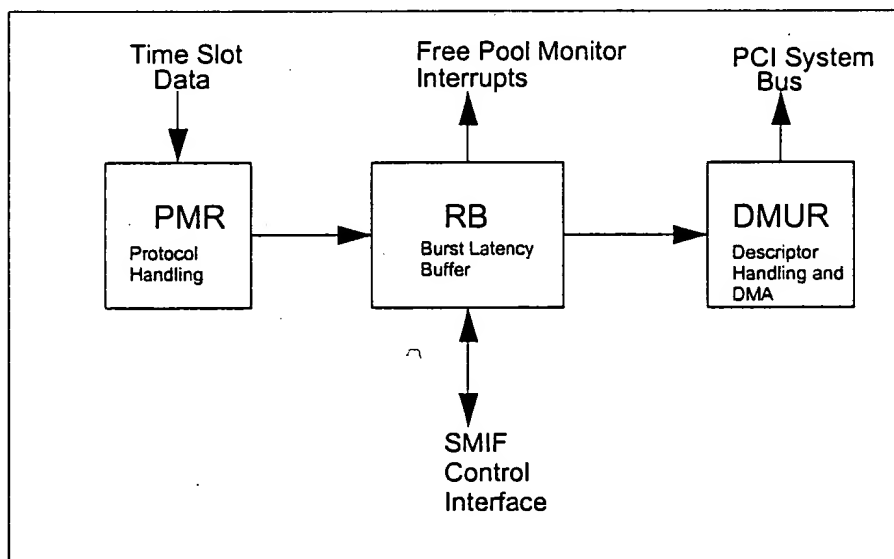 Time Slot
Data
Free Pool Monitor
Interrupts
PCI System
Bus
PMR
Protocol
Handling
RB
Burst Latency
Buffer
DMUR
Descriptor
Handling and
DMA
SMIF
Control
Interface